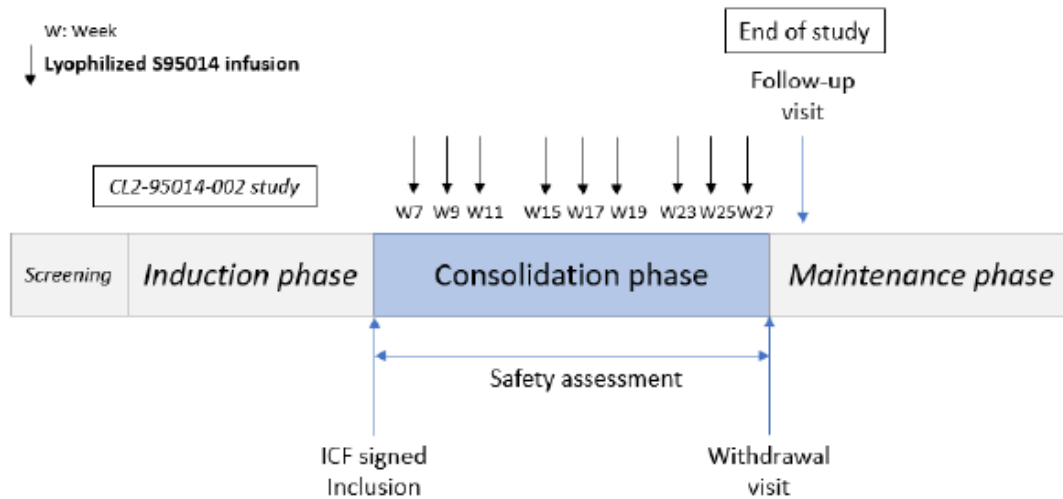 W: Week
Lyophilized S95014 infusion
End of study
Follow-up
visit
CL2-95014-002 study
W7 W9 W11 W15 W17 W19 W23 W25 W27
Screening
Induction phase
Consolidation phase
Maintenance phase
Safety assessment
ICF signed
Inclusion
Withdrawal
visit